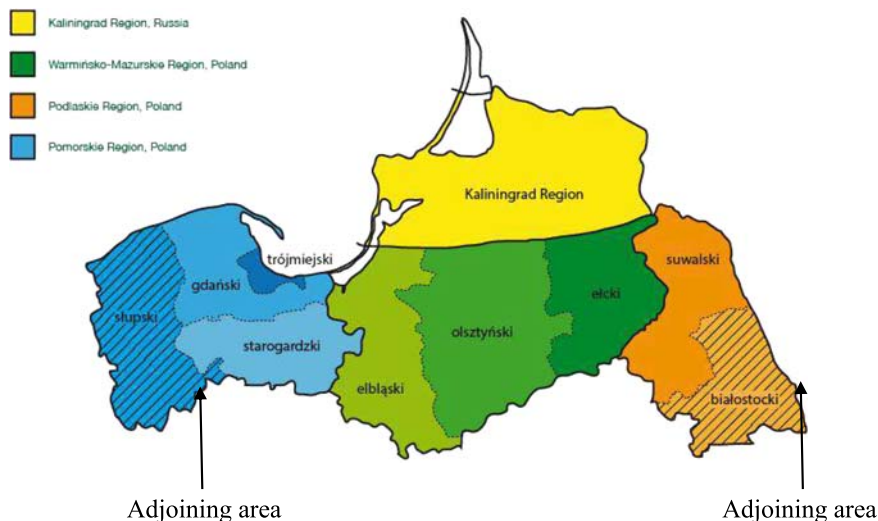 Kaliningrad Region, Russia
Warmińsko-Mazurskie Region, Poland
Podlaskie Region, Poland
Pomorskie Region, Poland
Kaliningrad Region
trójmiejski
suwalski
gdański
ełcki
słupski
olsztyński
starogardzki
elbląski
białostocki
Adjoining area
Adjoining area